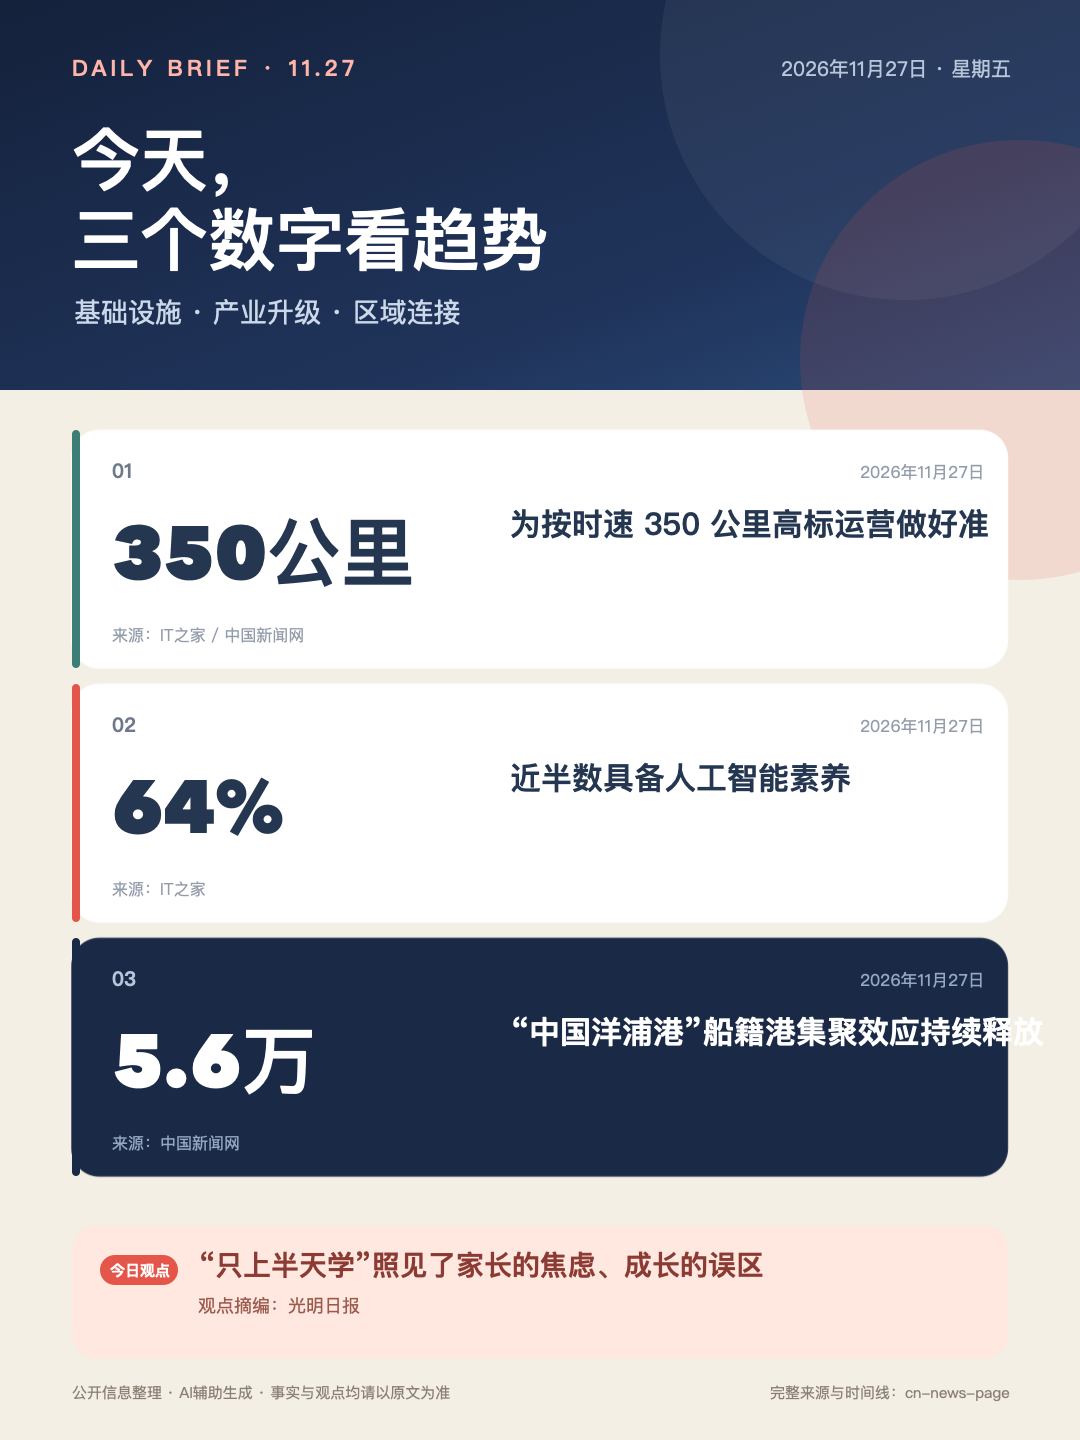 DAILY BRIEF · 11.27
2026年11月27日 · 星期五
今天，
三个数字看趋势
基础设施 · 产业升级 · 区域连接
01
2026年11月27日
350公里
为按时速 350 公里高标运营做好准
来源：IT之家 / 中国新闻网
02
2026年11月27日
64%
近半数具备人工智能素养
来源：IT之家
03
2026年11月27日
5.6万
“中国洋浦港”船籍港集聚效应持续释放
来源：中国新闻网
今日观点
“只上半天学”照见了家长的焦虑、成长的误区
观点摘编：光明日报
公开信息整理 · AI辅助生成 · 事实与观点均请以原文为准
完整来源与时间线：cn-news-page